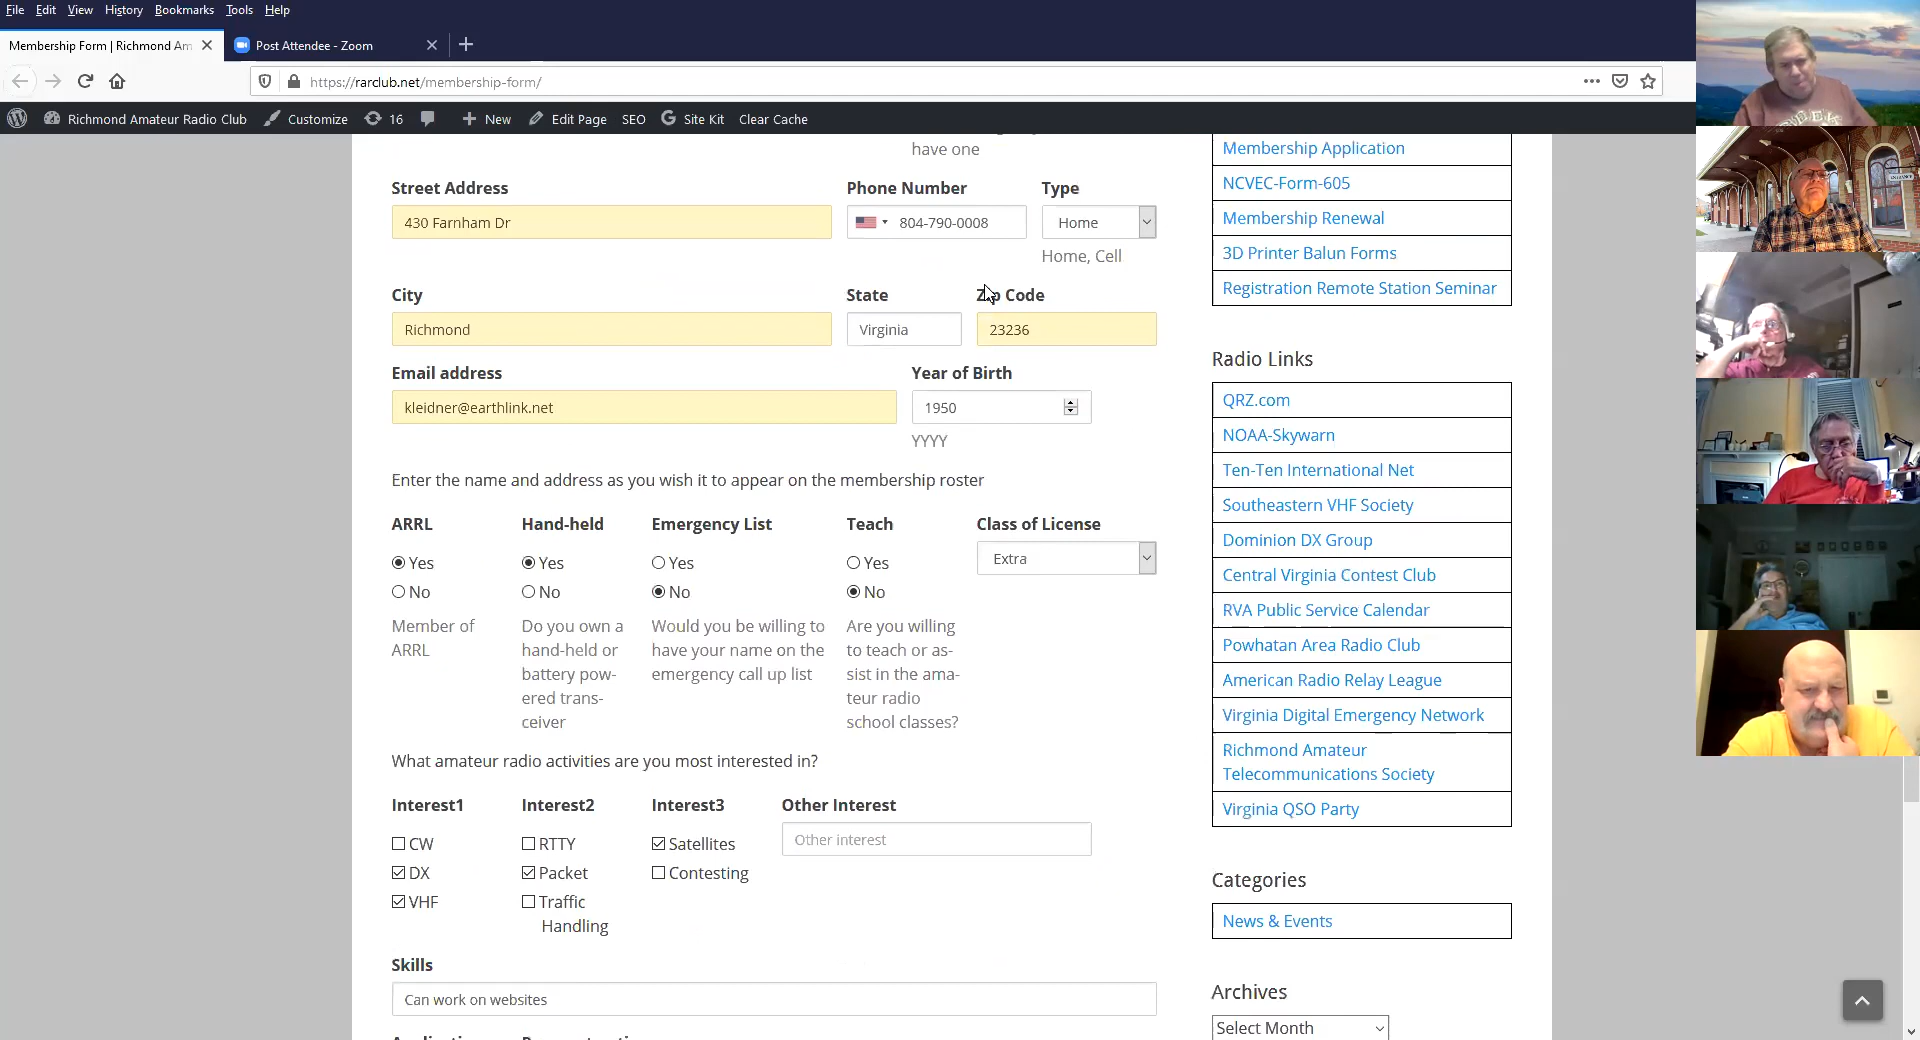 File Edit View History Bookmarks Tools Help
Membership Form | Richmond Am
Post Attendee - Zoom
https://rarclub.net/membership-form/
Richmond Amateur Radio Club Customize 16 New Edit Page SEO Site Kit Clear Cache
have one
Street Address Phone Number Type
430 Farnham Dr 804-790-0008 Home
Home, Cell
City State Zip Code
Richmond Virginia 23236
Email address Year of Birth
kleidner@earthlink.net 1950
YYYY
Enter the name and address as you wish it to appear on the membership roster
ARRL Hand-held Emergency List Teach Class of License
Yes Yes Yes Yes Extra
No No No No
Member of
ARRL
Do you own a
hand-held or
battery pow-
ered trans-
ceiver
Would you be willing to
have your name on the
emergency call up list
Are you willing
to teach or as-
sist in the ama-
teur radio
school classes?
What amateur radio activities are you most interested in?
Interest1 Interest2 Interest3 Other Interest
CW RTTY Satellites Other interest
DX Packet Contesting
VHF Traffic
Handling
Skills
Can work on websites
Membership Application
NCVEC-Form-605
Membership Renewal
3D Printer Balun Forms
Registration Remote Station Seminar
Radio Links
QRZ.com
NOAA-Skywarn
Ten-Ten International Net
Southeastern VHF Society
Dominion DX Group
Central Virginia Contest Club
RVA Public Service Calendar
Powhatan Area Radio Club
American Radio Relay League
Virginia Digital Emergency Network
Richmond Amateur
Telecommunications Society
Virginia QSO Party
Categories
News & Events
Archives
Select Month
ENTRANCE